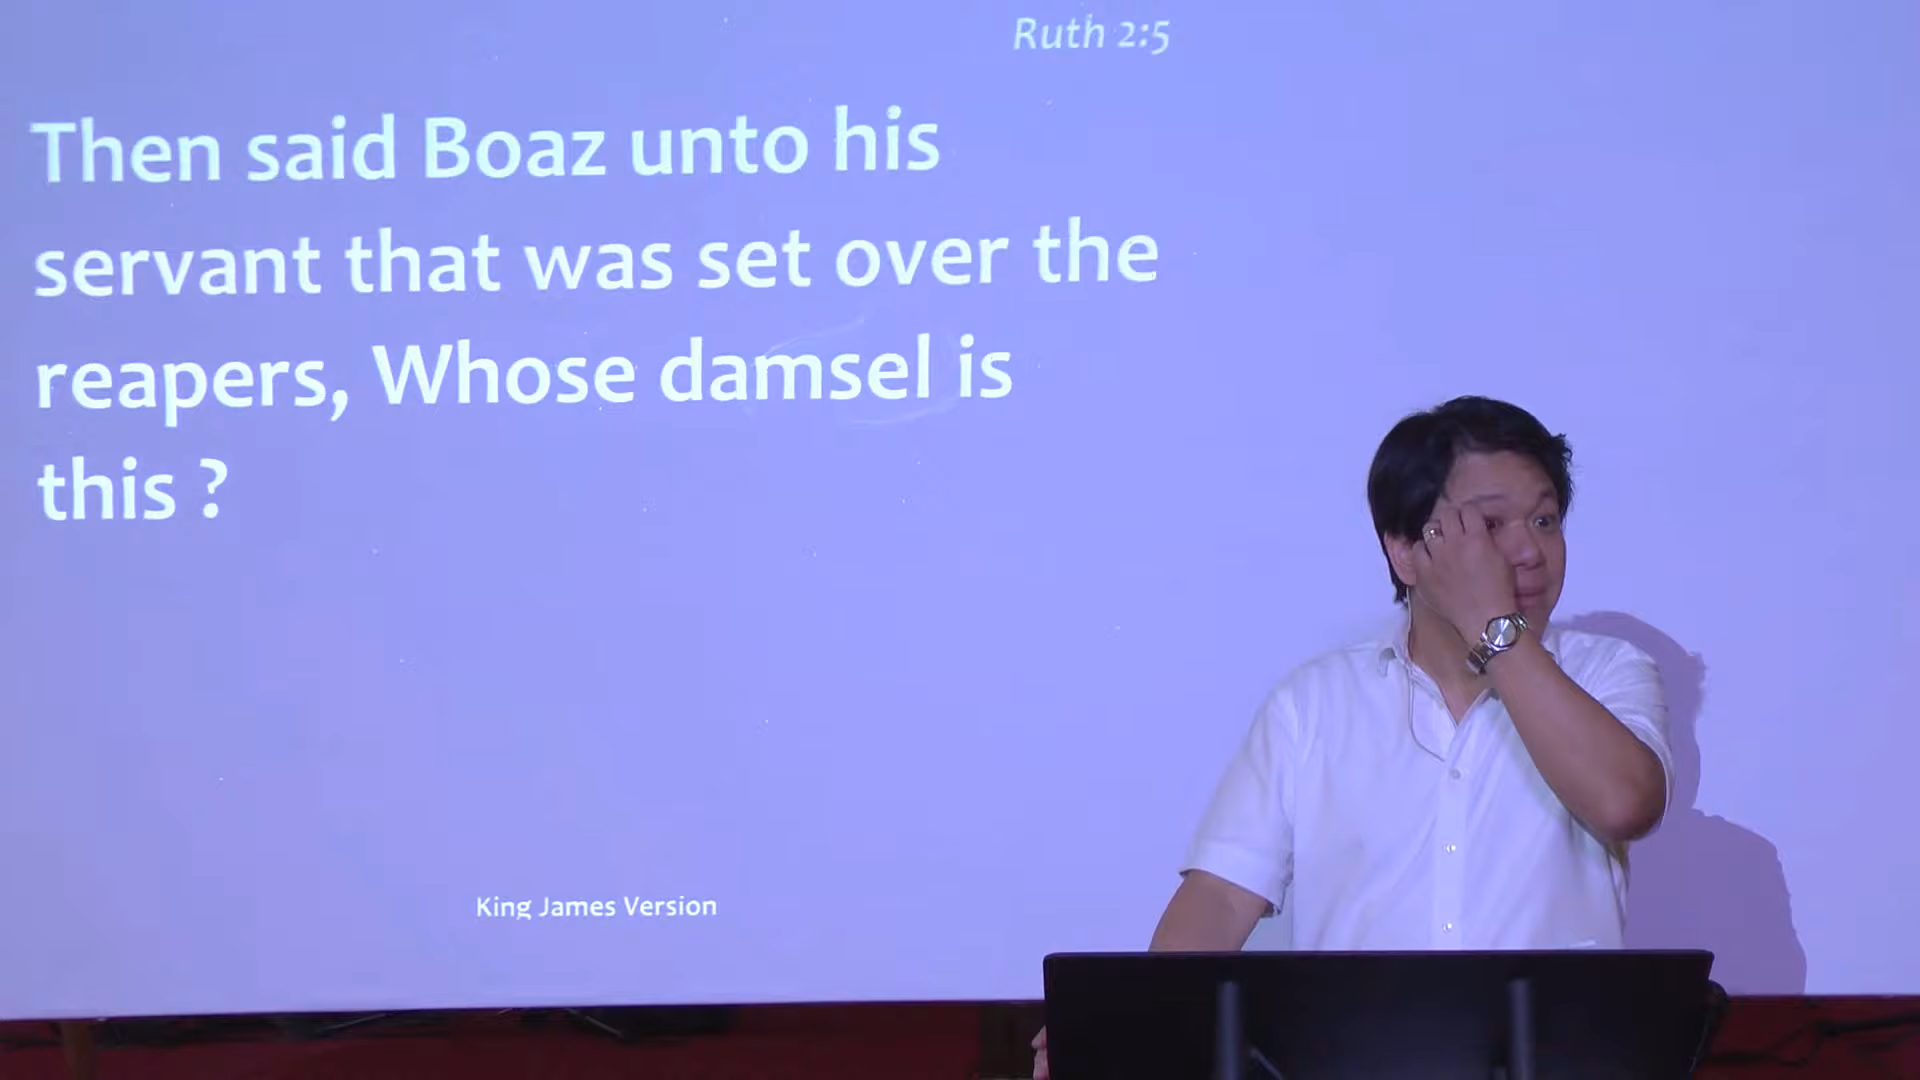 Ruth 2:5
Then said Boaz unto his
servant that was set over the
reapers, Whose damsel is
this ?
King James Version